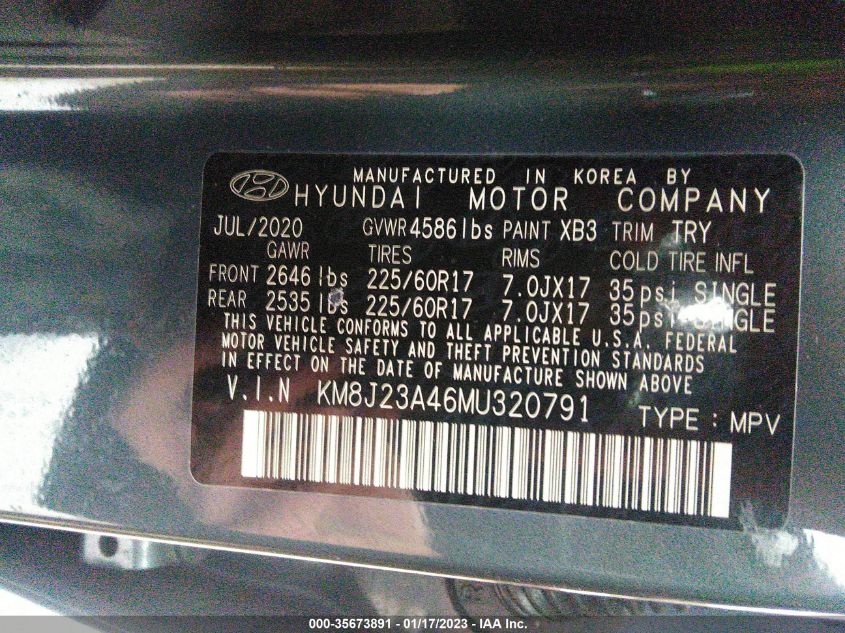 MANUFACTURED IN KOREA BY
HYUNDAI MOTOR COMPANY
JUL/2020 GVWR 4586 lbs PAINT XB3 TRIM TRY
GAWR TIRES RIMS COLD TIRE INFL
FRONT 2646 lbs 225/60R17 7.0JX17 35 psi SINGLE
REAR 2535 lbs 225/60R17 7.0JX17 35 psi SINGLE
THIS VEHICLE CONFORMS TO ALL APPLICABLE U.S.A. FEDERAL
MOTOR VEHICLE SAFETY AND THEFT PREVENTION STANDARDS
IN EFFECT ON THE DATE OF MANUFACTURE SHOWN ABOVE
V.I.N KM8J23A46MU320791 TYPE : MPV
000-35673891 - 01/17/2023 - IAA Inc.